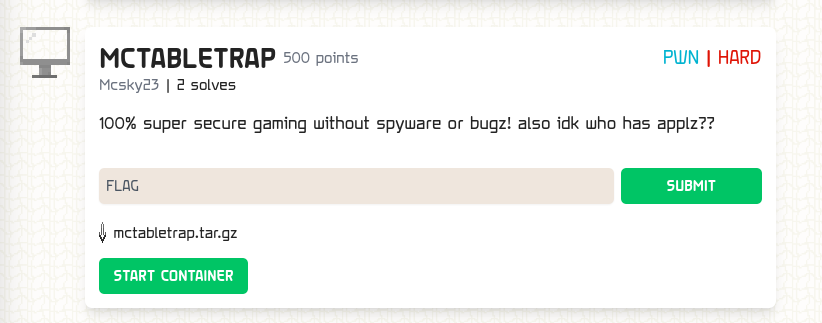 MCTABLETRAP 500 points PWN | HARD
Mcsky23 | 2 solves
100% super secure gaming without spyware or bugz! also idk who has applz??
FLAG SUBMIT
mctabletrap.tar.gz
START CONTAINER